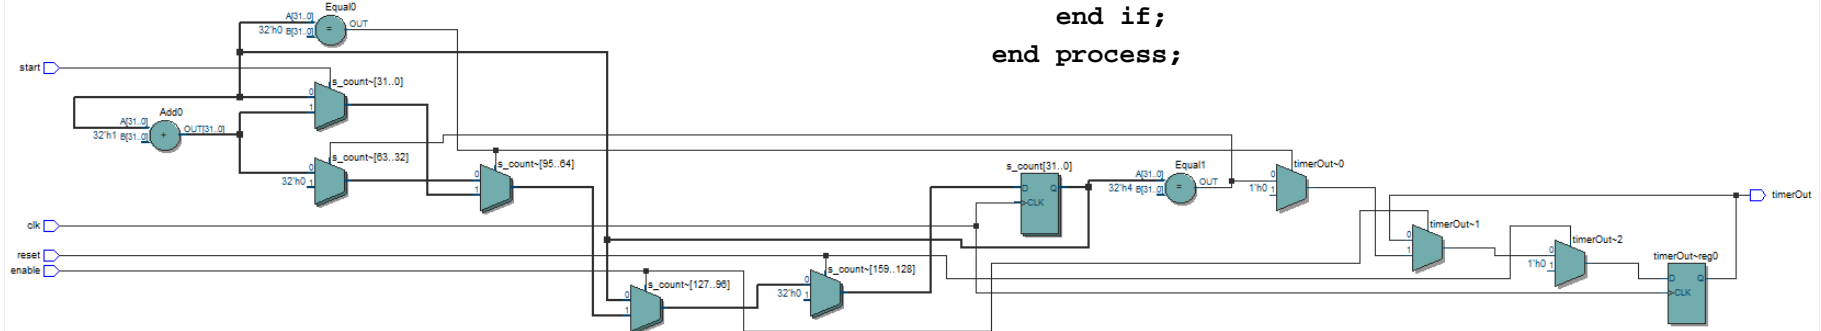 end if;
end process;
Equal0
A[31..0]
32'h0 B[31..0]
OUT
start
s_count~[31..0]
0
1
Add0
A[31..0]
32'h1 B[31..0]
+
OUT[31..0]
=
s_count~[63..32]
0
32'h0 1
s_count~[95..64]
0
1
s_count[31..0]
D Q
>CLK
Equal1
A[31..0]
32'h4 B[31..0]
=
OUT
timerOut~0
0
1'h0 1
timerOut
clk
timerOut~1
0
1
timerOut~2
0
1'h0 1
reset
enable
s_count~[127..96]
0
1
s_count~[159..128]
0
32'h0 1
timerOut~reg0
D Q
>CLK